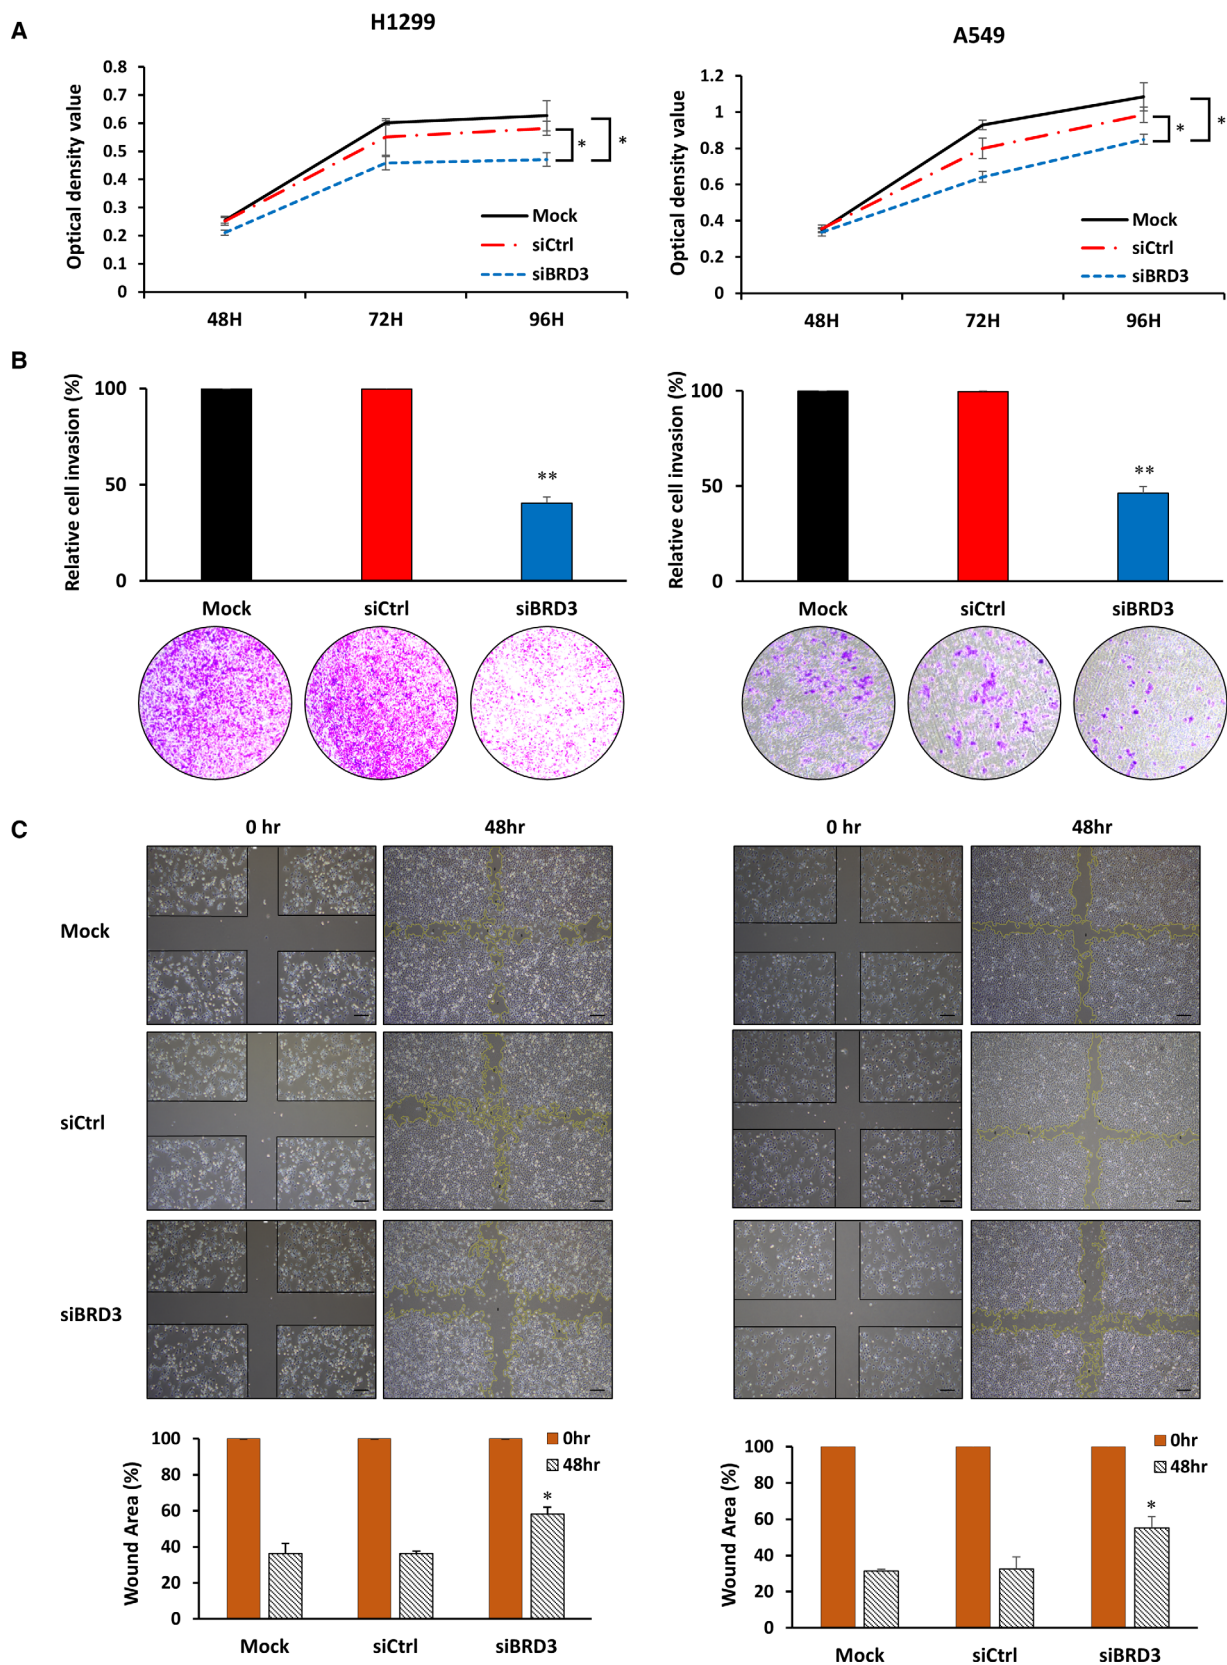 A
H1299
Optical density value
0.8
0.7
0.6
0.5
0.4
0.3
0.2
0.1
0
*
*
Mock
siCtrl
siBRD3
48H 72H 96H
A549
Optical density value
1.2
1
0.8
0.6
0.4
0.2
0
*
*
Mock
siCtrl
siBRD3
48H 72H 96H
B
Relative cell invasion (%)
100
50
0
**
Mock siCtrl siBRD3
Relative cell invasion (%)
100
50
0
**
Mock siCtrl siBRD3
C
0 hr 48hr 0 hr 48hr
Mock
siCtrl
siBRD3
Wound Area (%)
100
80
60
40
20
0
0hr
48hr
*
Mock siCtrl siBRD3
Wound Area (%)
100
80
60
40
20
0
0hr
48hr
*
Mock siCtrl siBRD3